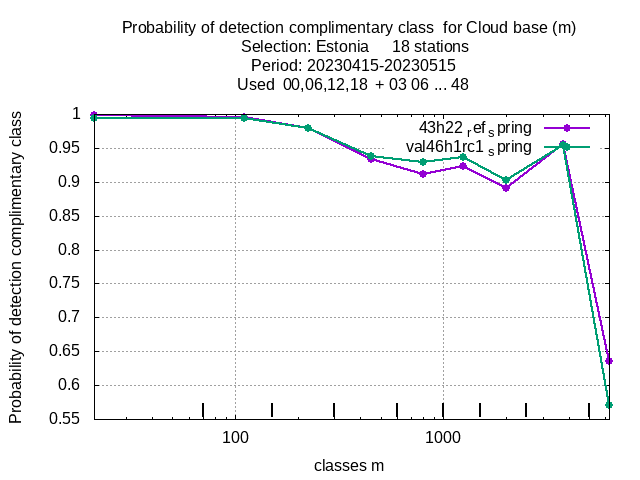 Probability of detection complimentary class  for Cloud base (m)
Selection: Estonia     18 stations
Period: 20230415-20230515
Used  00,06,12,18  + 03 06 ... 48
Probability of detection complimentary class
1
0.95
0.9
0.85
0.8
0.75
0.7
0.65
0.6
0.55
43h22 ref spring
val46h1rc1 spring
100
1000
classes m